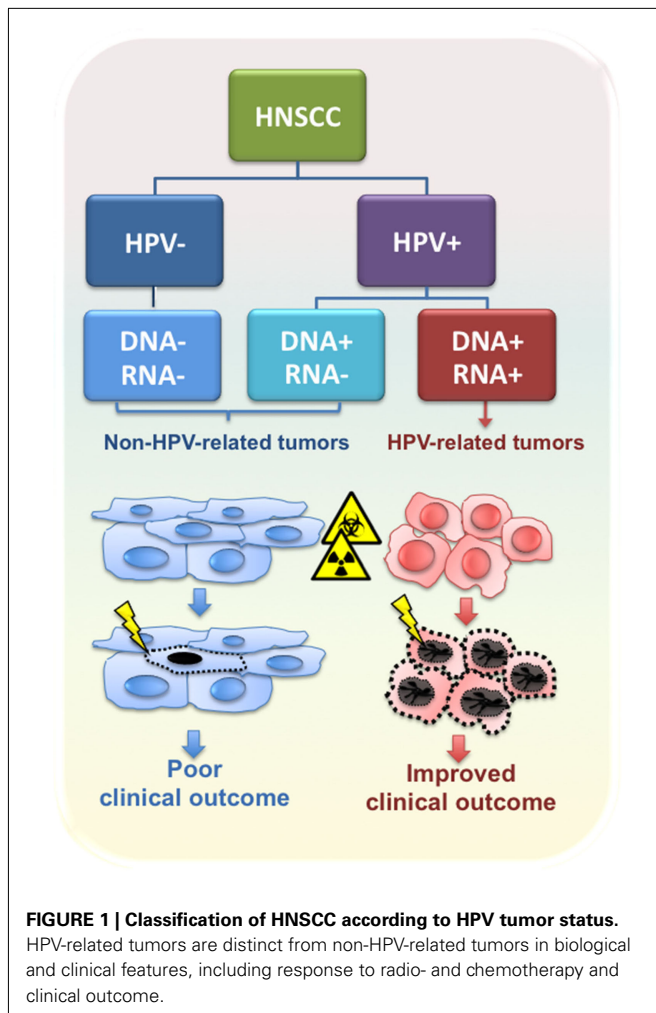 HNSCC
HPV-
HPV+
DNA-
RNA-
DNA+
RNA-
DNA+
RNA+
Non-HPV-related tumors
HPV-related tumors
Poor
clinical outcome
Improved
clinical outcome
FIGURE 1 | Classification of HNSCC according to HPV tumor status.
HPV-related tumors are distinct from non-HPV-related tumors in biological
and clinical features, including response to radio- and chemotherapy and
clinical outcome.